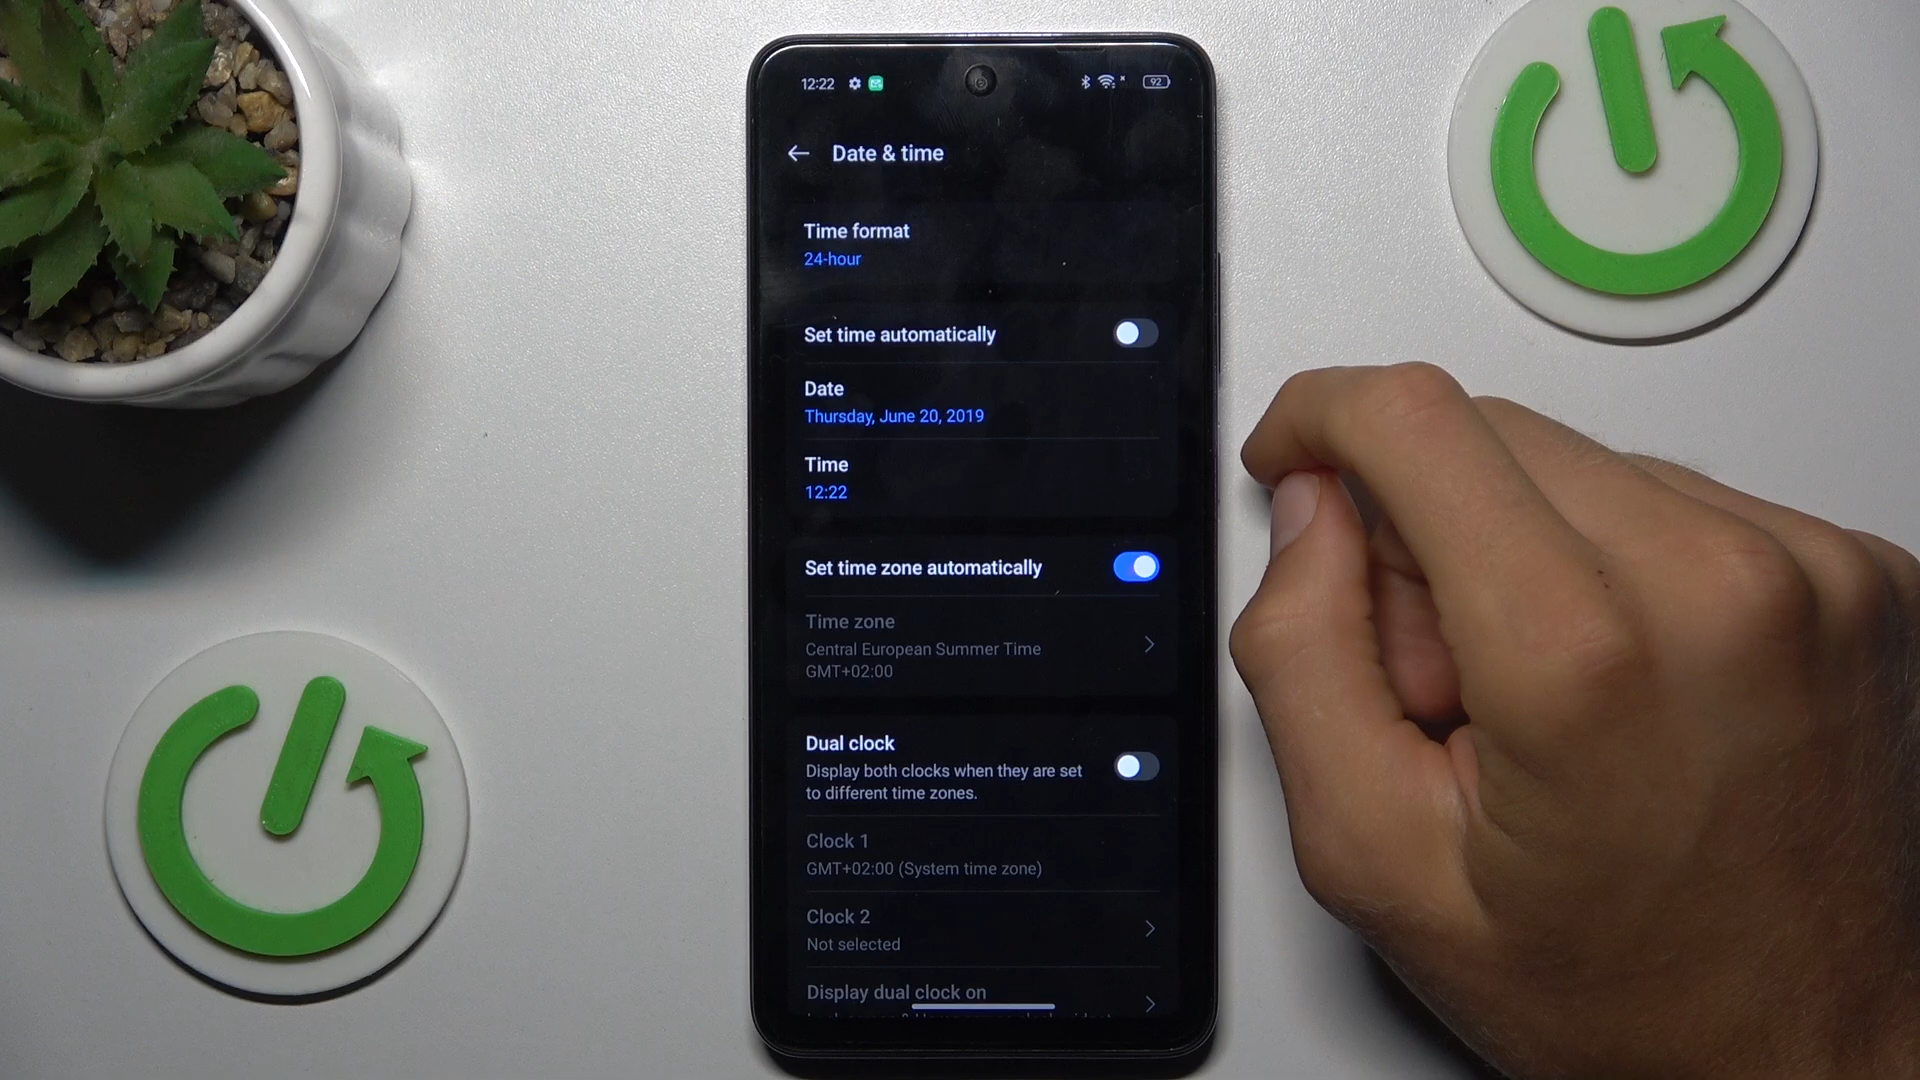 12:22
92
Date & time
Time format
24-hour
Set time automatically
Date
Thursday, June 20, 2019
Time
12:22
Set time zone automatically
Time zone
Central European Summer Time
GMT+02:00
Dual clock
Display both clocks when they are set
to different time zones.
Clock 1
GMT+02:00 (System time zone)
Clock 2
Not selected
Display dual clock on